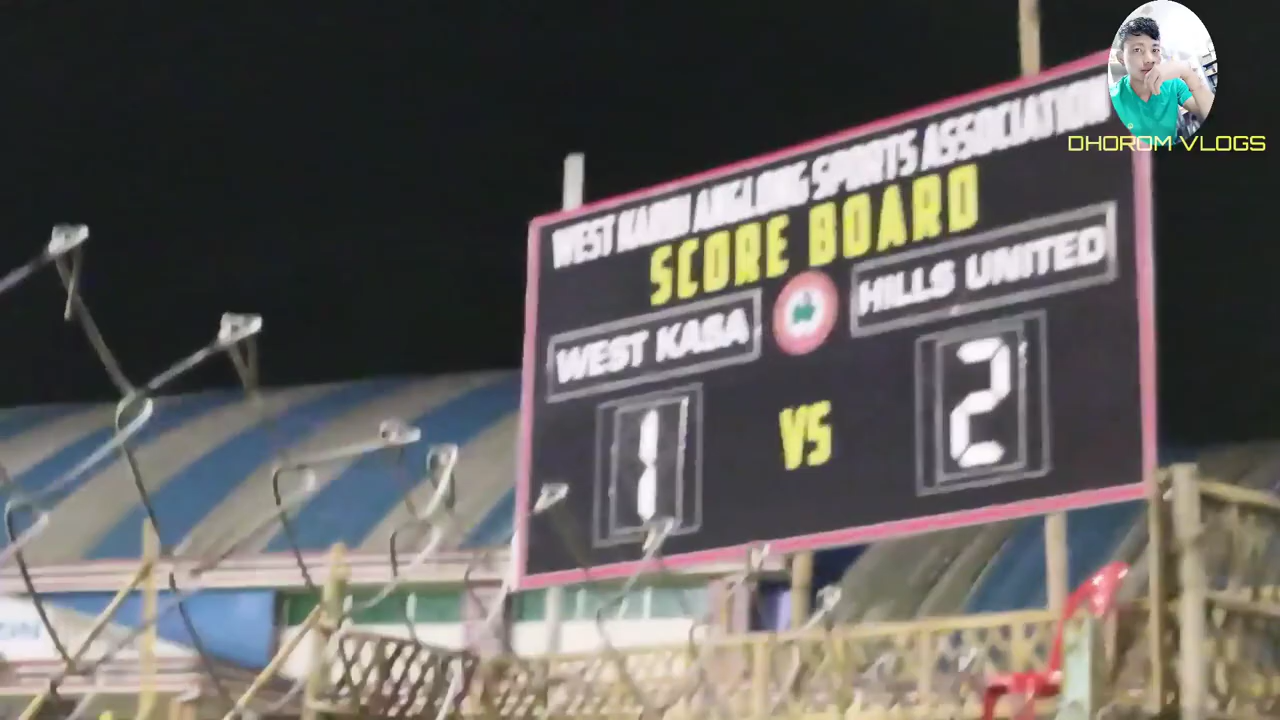 WEST KARBI ANGLONG SPORTS ASSOCIATION
SCORE BOARD
WEST KASA
HILLS UNITED
1
VS
2
DHOROM VLOGS